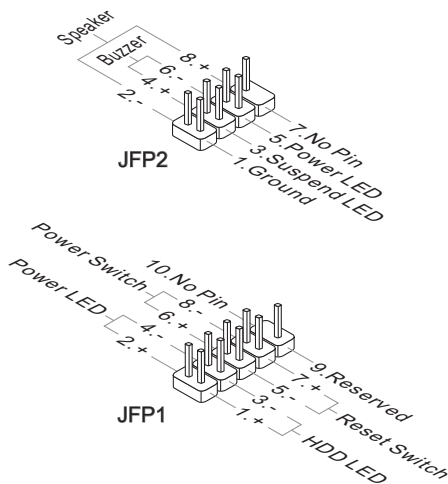 Speaker
Buzzer
8.+
6.-
4.+
2.-
7.No Pin
5.Power LED
3.Suspend LED
1.Ground
JFP2
Power Switch
Power LED
10.No Pin
8.-
6.+
4.-
2.+
9.Reserved
7.+
5.-
3.-
1.+
Reset Switch
HDD LED
JFP1